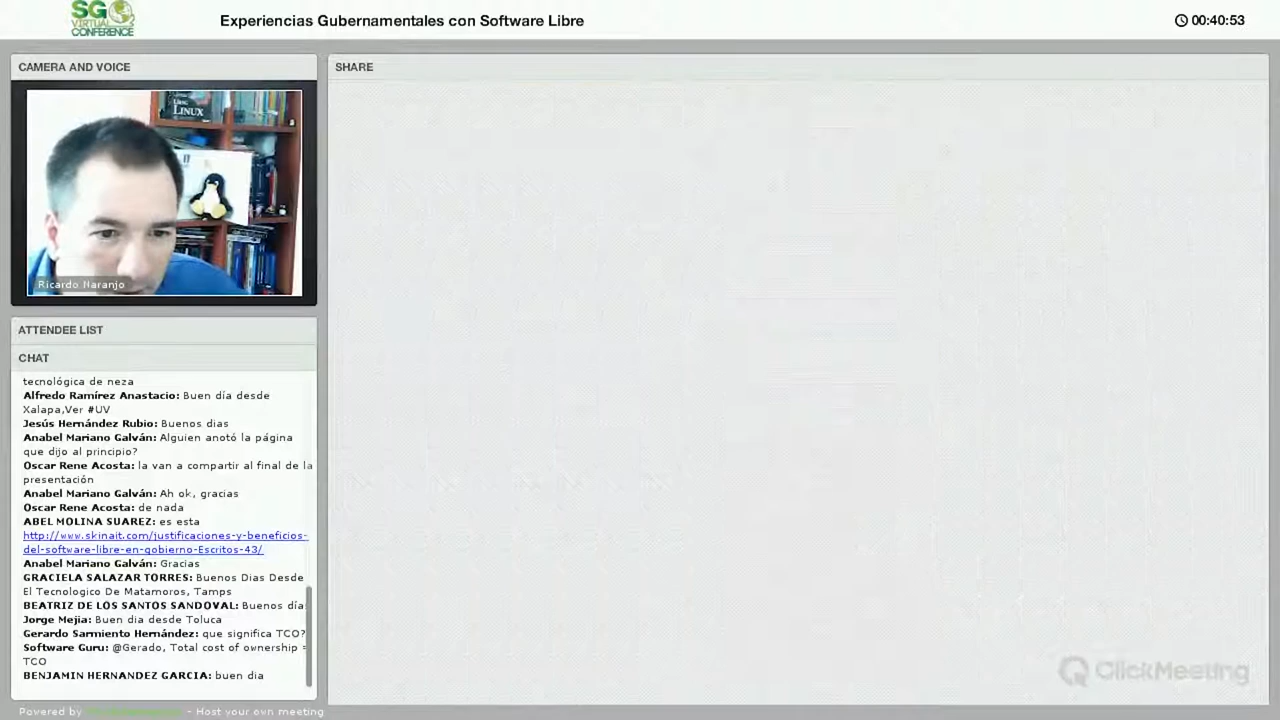 SG
VIRTUAL
CONFERENCE
Experiencias Gubernamentales con Software Libre
00:40:53
CAMERA AND VOICE
LINUX
Ricardo Naranjo
SHARE
ATTENDEE LIST
CHAT
tecnológica de neza
Alfredo Ramírez Anastacio: Buen día desde
Xalapa,Ver #UV
Jesús Hernández Rubio: Buenos dias
Anabel Mariano Galván: Alguien anotó la página
que dijo al principio?
Oscar Rene Acosta: la van a compartir al final de la
presentación
Anabel Mariano Galván: Ah ok, gracias
Oscar Rene Acosta: de nada
ABEL MOLINA SUAREZ: es esta
http://www.skinait.com/justificaciones-y-beneficios-
del-software-libre-en-gobierno-Escritos-43/
Anabel Mariano Galván: Gracias
GRACIELA SALAZAR TORRES: Buenos Dias Desde
El Tecnologico De Matamoros, Tamps
BEATRIZ DE LOS SANTOS SANDOVAL: Buenos día
Jorge Mejia: Buen dia desde Toluca
Gerardo Sarmiento Hernández: que significa TCO?
Software Guru: @Gerado, Total cost of ownership =
TCO
BENJAMIN HERNANDEZ GARCIA: buen dia
ClickMeeting
Powered by - Host your own meeting